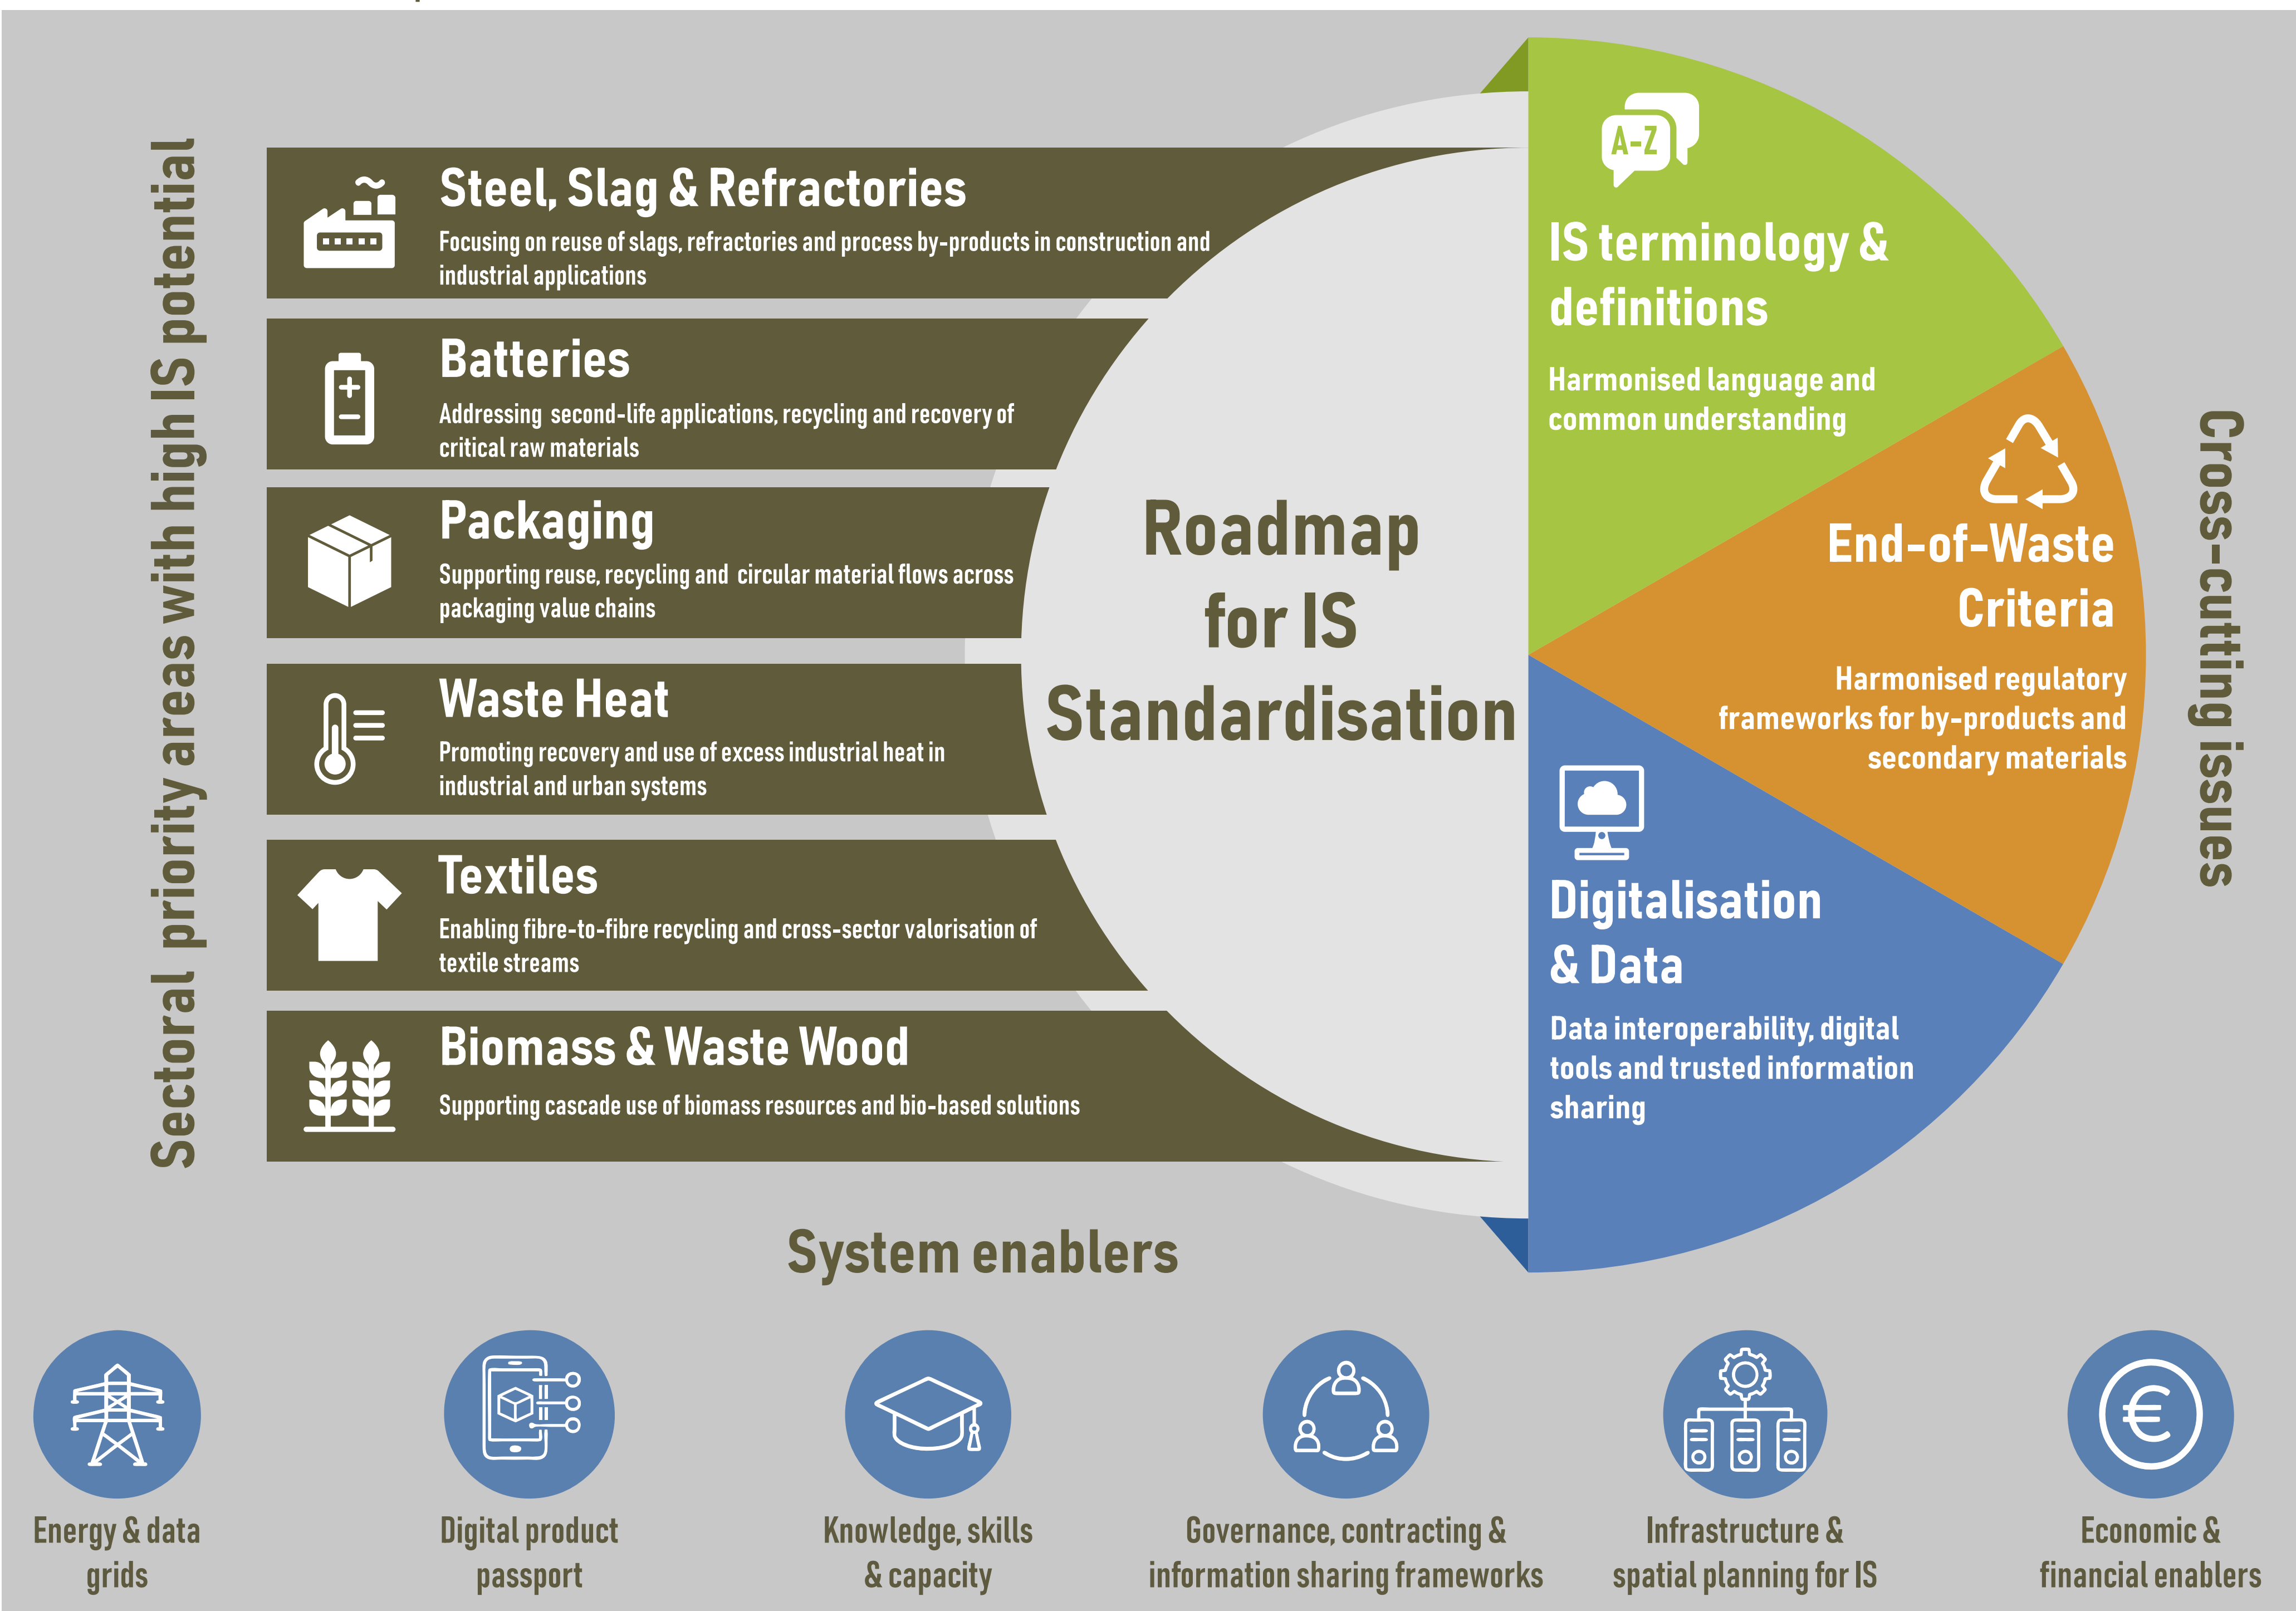 Sectoral priority areas with high IS potential
Steel, Slag & Refractories
Focusing on reuse of slags, refractories and process by-products in construction and
industrial applications
Batteries
Addressing second-life applications, recycling and recovery of
critical raw materials
Packaging
Supporting reuse, recycling and circular material flows across
packaging value chains
Waste Heat
Promoting recovery and use of excess industrial heat in
industrial and urban systems
Textiles
Enabling fibre-to-fibre recycling and cross-sector valorisation of
textile streams
Biomass & Waste Wood
Supporting cascade use of biomass resources and bio-based solutions
Roadmap
for IS
Standardisation
A-Z
IS terminology &
definitions
Harmonised language and
common understanding
End-of-Waste
Criteria
Harmonised regulatory
frameworks for by-products and
secondary materials
Digitalisation
& Data
Data interoperability, digital
tools and trusted information
sharing
Cross-cutting issues
System enablers
Energy & data
grids
Digital product
passport
Knowledge, skills
& capacity
Governance, contracting &
information sharing frameworks
Infrastructure &
spatial planning for IS
€
Economic &
financial enablers